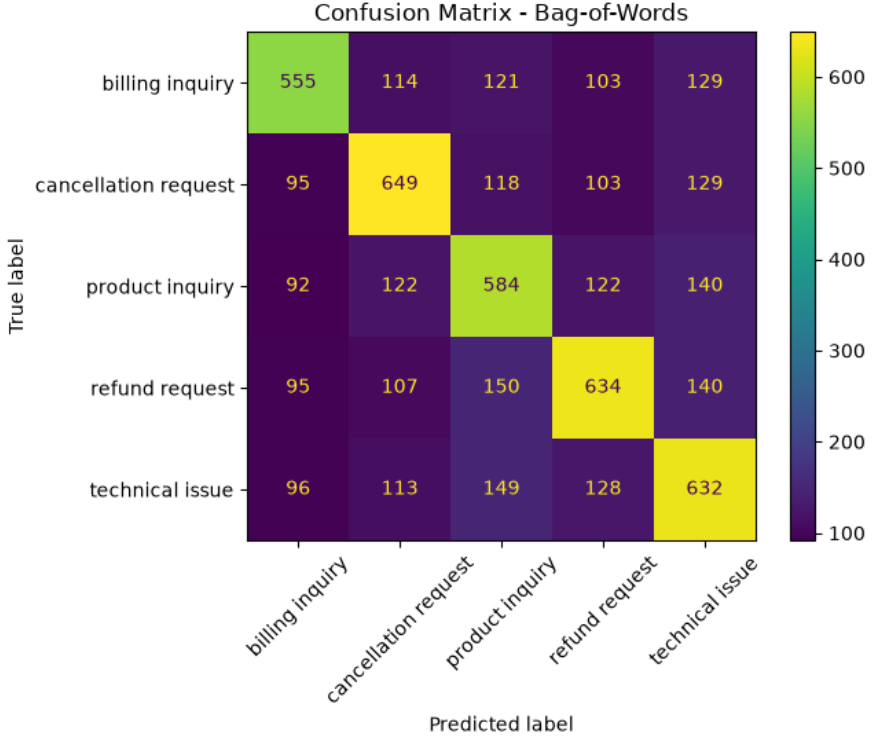 Confusion Matrix - Bag-of-Words
billing inquiry 555 114 121 103 129
cancellation request 95 649 118 103 129
product inquiry 92 122 584 122 140
refund request 95 107 150 634 140
technical issue 96 113 149 128 632
True label
billing inquiry
cancellation request
product inquiry
refund request
technical issue
Predicted label
600
500
400
300
200
100